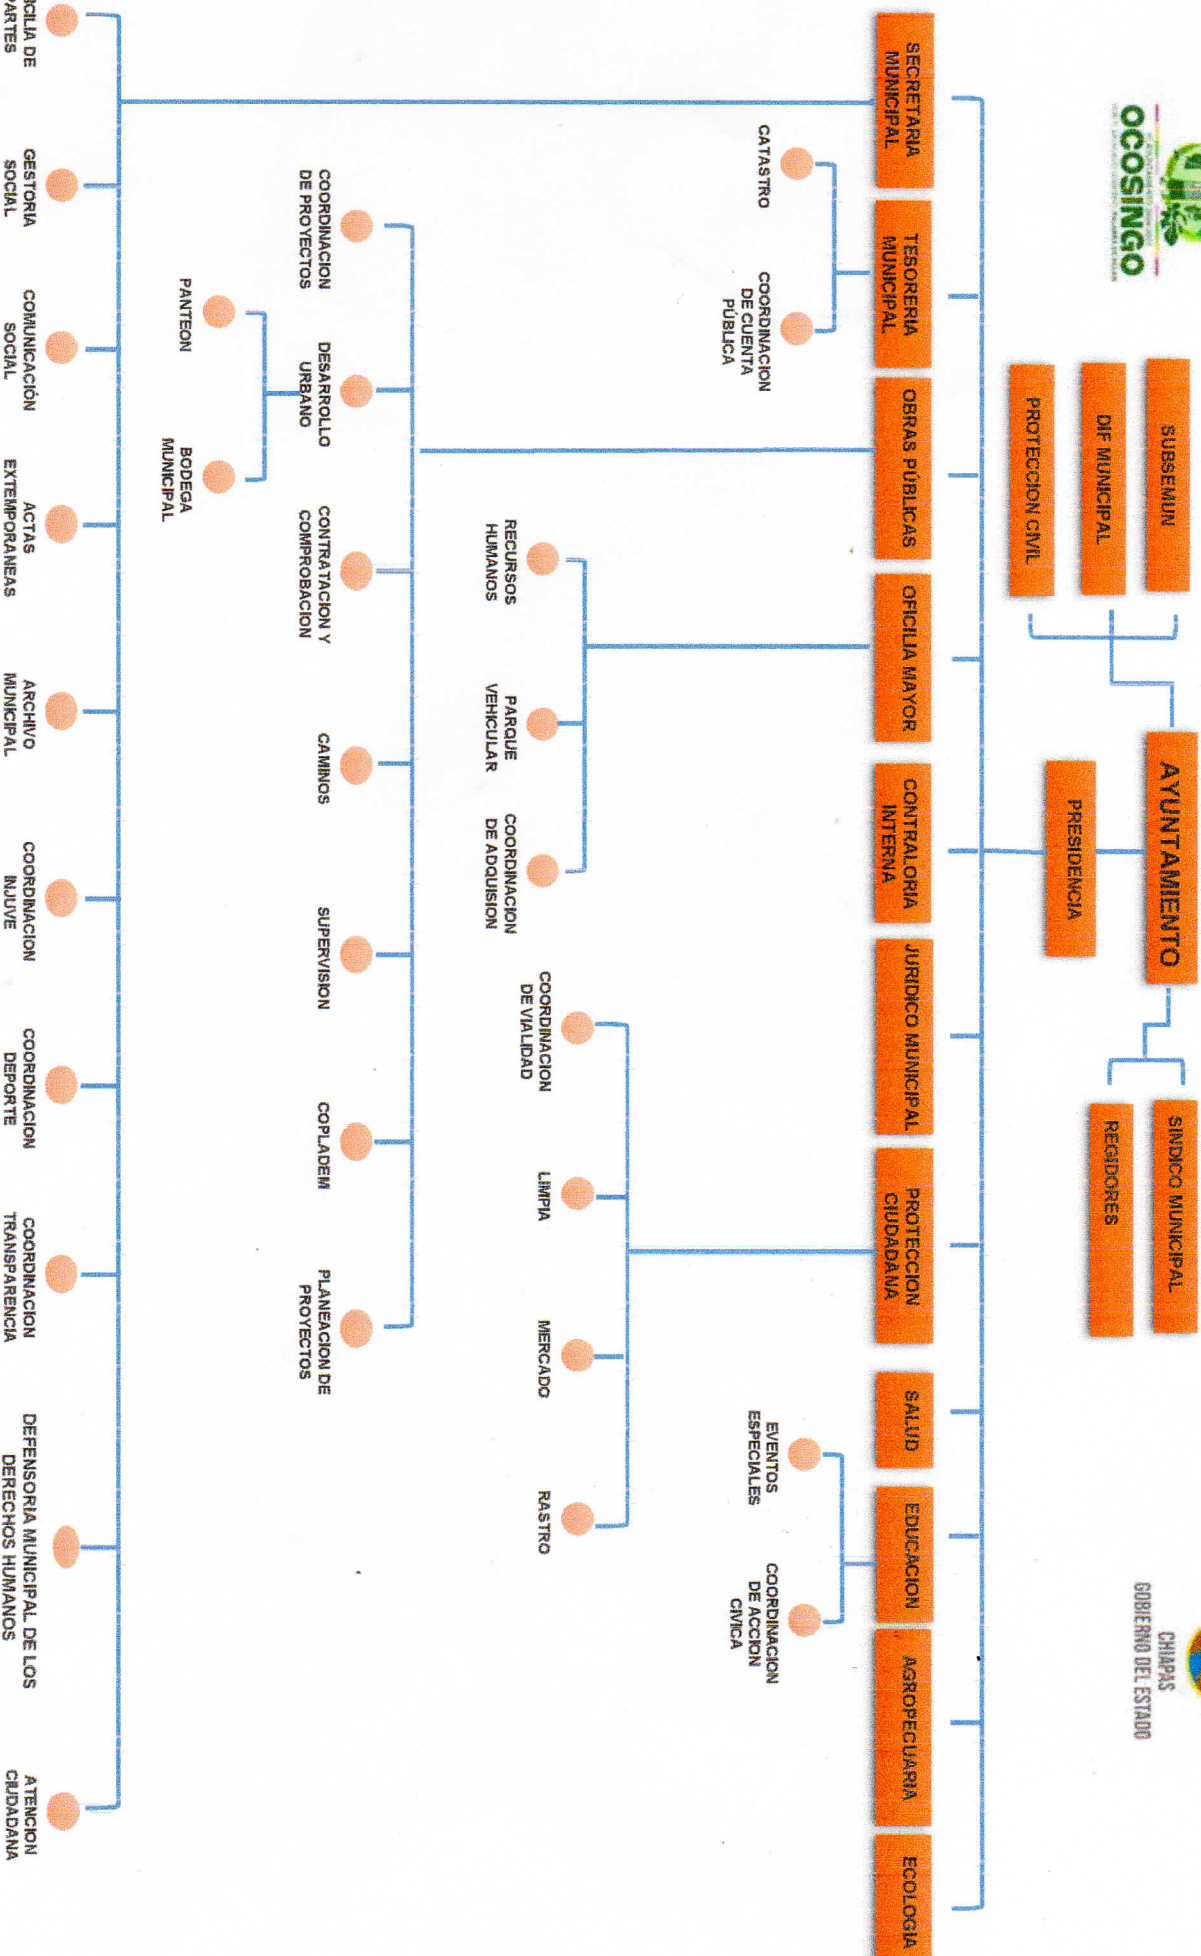 OCOSINGO
CHIAPAS
GOBIERNO DEL ESTADO
SUBSEMUN
DIF MUNICIPAL
PROTECCION CIVIL
AYUNTAMIENTO
PRESIDENCIA
SINDICO MUNICIPAL
REGIDORES
SECRETARIA
MUNICIPAL
TESORERIA
MUNICIPAL
OBRAS PÚBLICAS
OFICILIA MAYOR
CONTRALORIA
INTERNA
JURIDICO MUNICIPAL
PROTECCION
CIUDADANA
SALUD
EDUCACION
AGROPECUARIA
ECOLOGIA
CATASTRO
COORDINACION
DE CUENTA
PÚBLICA
EVENTOS
ESPECIALES
COORDINACION
DE ACCION
CIVICA
RECURSOS
HUMANOS
PARQUE
VEHICULAR
COORDINACION
DE ADQUISION
COORDINACION
DE VIALIDAD
LIMPIA
MERCADO
RASTRO
COORDINACION
DE PROYECTOS
DESARROLLO
URBANO
CONTRATACION Y
COMPROBACION
CAMINOS
SUPERVISION
COPLADEM
PLANEACION DE
PROYECTOS
PANTEON
BODEGA
MUNICIPAL
CILIA DE
PARTES
GESTORIA
SOCIAL
COMUNICACIÓN
SOCIAL
ACTAS
EXTEMPORANEAS
ARCHIVO
MUNICIPAL
COORDINACION
INJUVE
COORDINACION
DEPORTE
COORDINACION
TRANSPARENCIA
DEFENSORIA MUNICIPAL DE LOS
DERECHOS HUMANOS
ATENCION
CIUDADANA